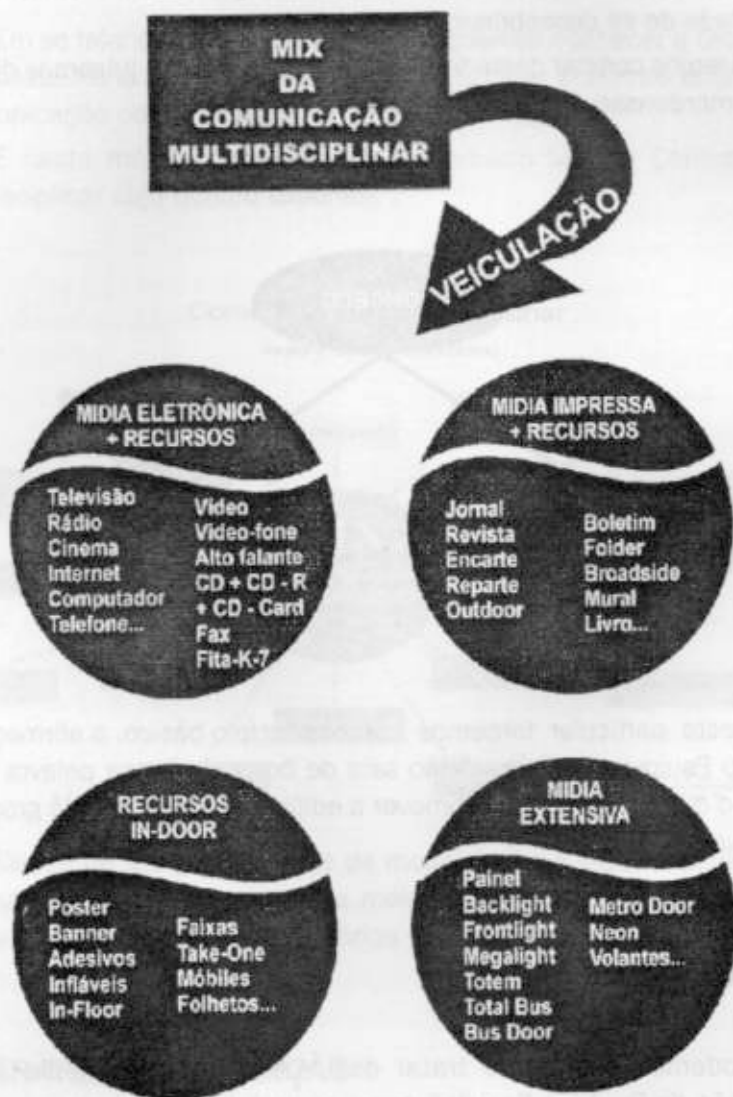 MIX
DA
COMUNICAÇÃO
MULTIDISCIPLINAR
VEICULAÇÃO
MIDIA ELETRÔNICA
+ RECURSOS
Televisão
Rádio
Cinema
Internet
Computador
Telefone...
Video
Video-fone
Alto falante
CD + CD - R
+ CD - Card
Fax
Fita-K-7
MIDIA IMPRESSA
+ RECURSOS
Jornal
Revista
Encarte
Reparte
Outdoor
Boletim
Folder
Broadside
Mural
Livro...
RECURSOS
IN-DOOR
Poster
Banner
Adesivos
Infláveis
In-Floor
Faixas
Take-One
Móbiles
Folhetos...
MIDIA
EXTENSIVA
Painel
Backlight
Frontlight
Megalight
Totem
Total Bus
Bus Door
Metro Door
Neon
Volantes...